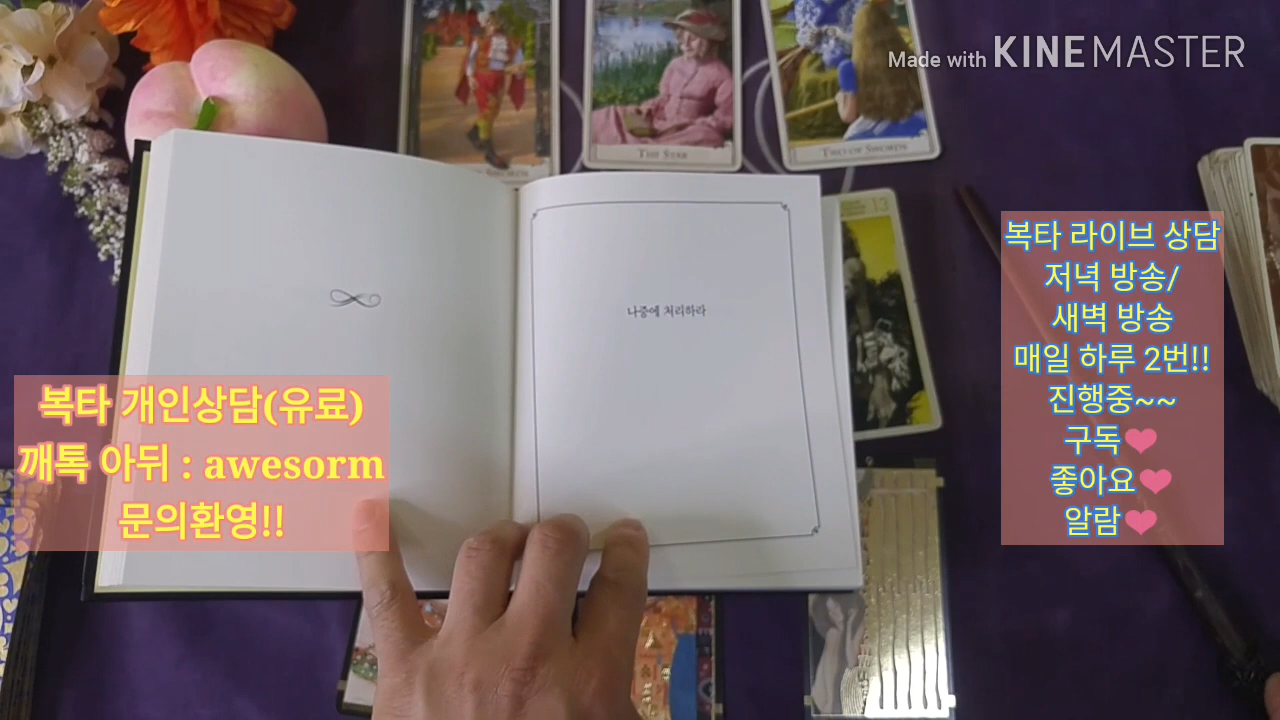 Made with KINEMASTER
THE STAR
TWO OF SWORDS
SWORDS
13
나중에 처리하라
복타 라이브 상담
저녁 방송/
새벽 방송
매일 하루 2번!!
진행중~~
구독❤
좋아요❤
알람❤
복타 개인상담(유료)
깨톡 아뒤 : awesorm
문의환영!!